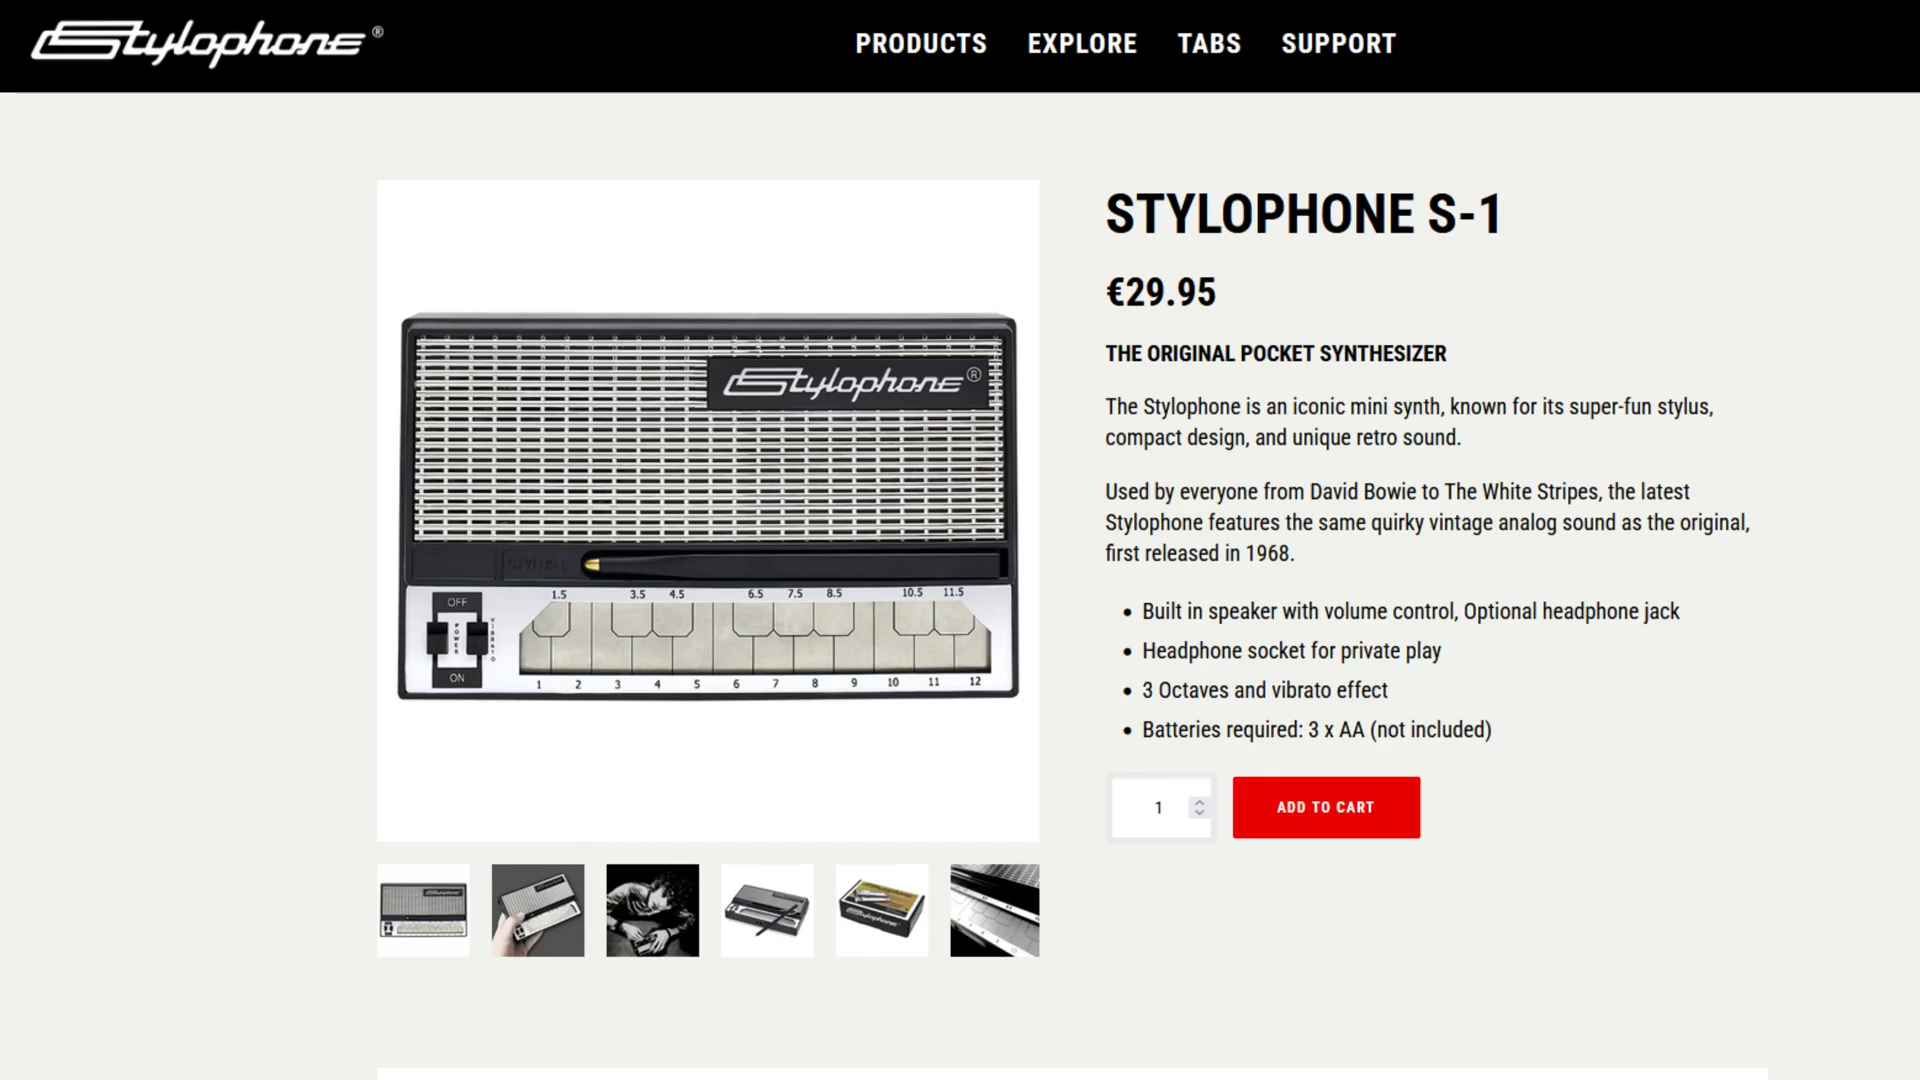 Stylophone®
PRODUCTS EXPLORE TABS SUPPORT
Stylophone®
STYLUS
OFF
POWER
VIBRATO
ON
1.5 3.5 4.5 6.5 7.5 8.5 10.5 11.5
1 2 3 4 5 6 7 8 9 10 11 12
STYLOPHONE S-1
€29.95
THE ORIGINAL POCKET SYNTHESIZER
The Stylophone is an iconic mini synth, known for its super-fun stylus,
compact design, and unique retro sound.
Used by everyone from David Bowie to The White Stripes, the latest
Stylophone features the same quirky vintage analog sound as the original,
first released in 1968.
• Built in speaker with volume control, Optional headphone jack
• Headphone socket for private play
• 3 Octaves and vibrato effect
• Batteries required: 3 x AA (not included)
1
ADD TO CART
Stylophone
Stylophone